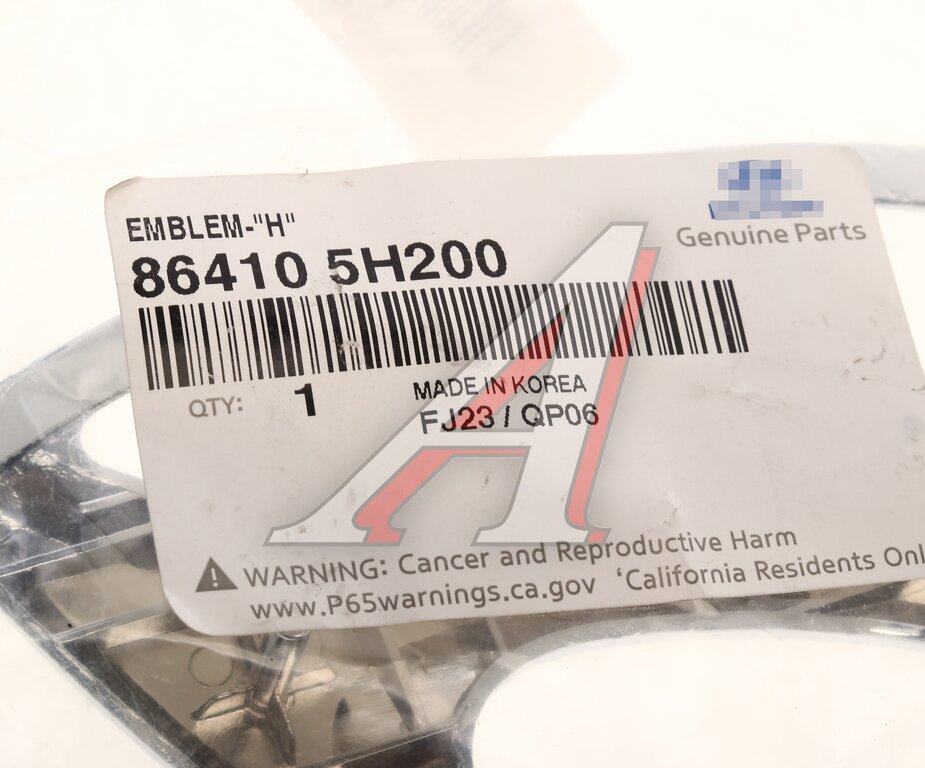 EMBLEM-"H"
86410 5H200
Genuine Parts
QTY: 1
MADE IN KOREA
FJ23 / QP06
WARNING: Cancer and Reproductive Harm
www.P65warnings.ca.gov 'California Residents Onl